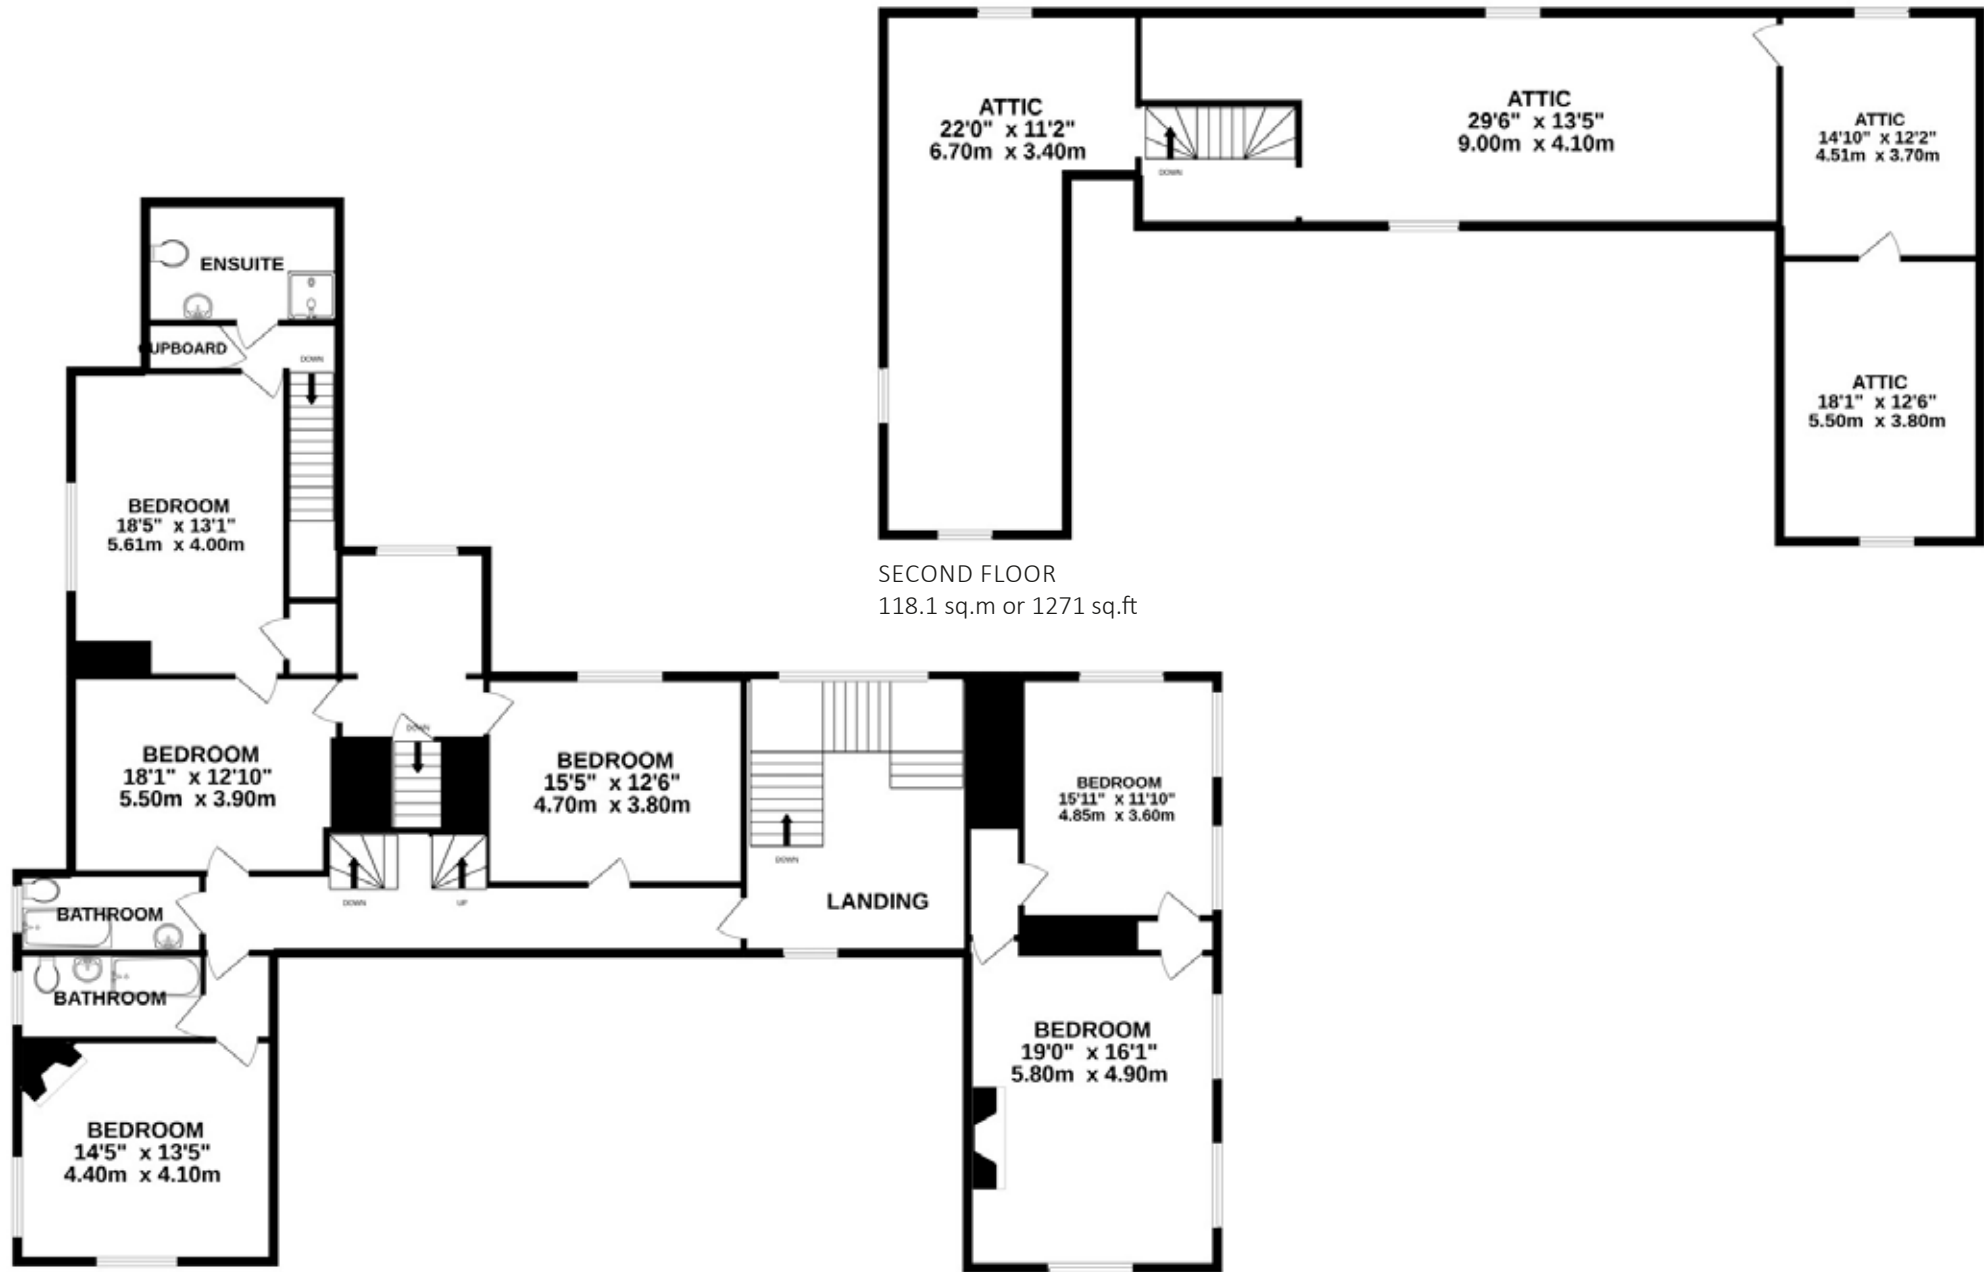 ATTIC
22'0" x 11'2"
6.70m x 3.40m
DOWN
ATTIC
29'6" x 13'5"
9.00m x 4.10m
ATTIC
14'10" x 12'2"
4.51m x 3.70m
ATTIC
18'1" x 12'6"
5.50m x 3.80m
SECOND FLOOR
118.1 sq.m or 1271 sq.ft
ENSUITE
UPBOARD
DOWN
BEDROOM
18'5" x 13'1"
5.61m x 4.00m
BEDROOM
18'1" x 12'10"
5.50m x 3.90m
DOWN
BEDROOM
15'5" x 12'6"
4.70m x 3.80m
DOWN
BEDROOM
15'11" x 11'10"
4.85m x 3.60m
DOWN
UP
LANDING
BATHROOM
BATHROOM
BEDROOM
19'0" x 16'1"
5.80m x 4.90m
BEDROOM
14'5" x 13'5"
4.40m x 4.10m